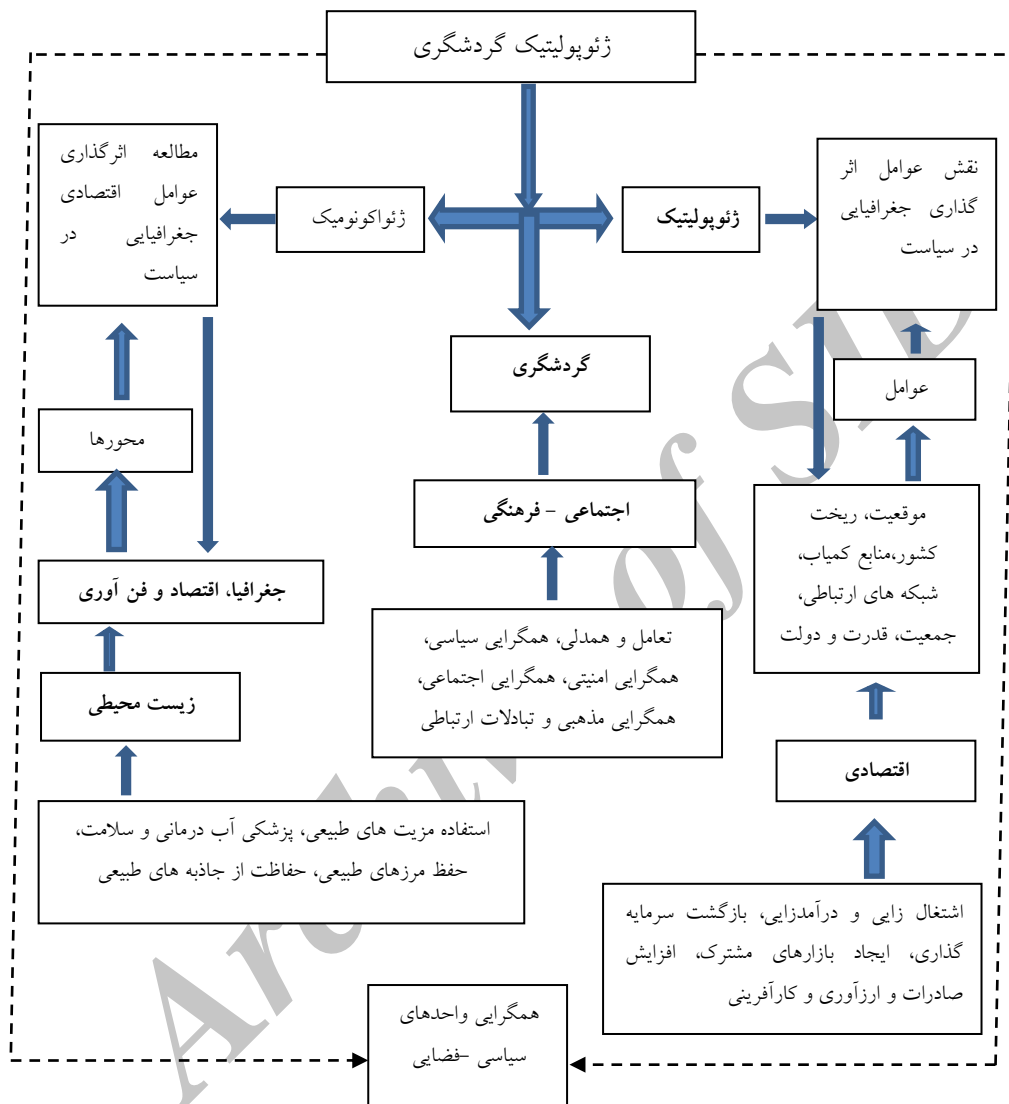 ژئوپولیتیک گردشگری
نقش عوامل اثر
گذاری جغرافیایی
در سیاست
ژئوپولیتیک
ژئواکونومیک
مطالعه اثرگذاری
عوامل اقتصادی
جغرافیایی در
سیاست
گردشگری
عوامل
محورها
اجتماعی – فرهنگی
موقعیت، ریخت
کشور،منابع کمیاب،
شبکه های ارتباطی،
جمعیت، قدرت و دولت
جغرافیا، اقتصاد و فن آوری
تعامل و همدلی، همگرایی سیاسی،
همگرایی امنیتی، همگرایی اجتماعی،
همگرایی مذهبی و تبادلات ارتباطی
زیست محیطی
اقتصادی
استفاده مزیت های طبیعی، پزشکی آب درمانی و سلامت،
حفظ مرزهای طبیعی، حفاظت از جاذبه های طبیعی
اشتغال زایی و درآمدزایی، بازگشت سرمایه
گذاری، ایجاد بازارهای مشترک، افزایش
صادرات و ارزآوری و کارآفرینی
همگرایی واحدهای
سیاسی –فضایی
Archive of SID